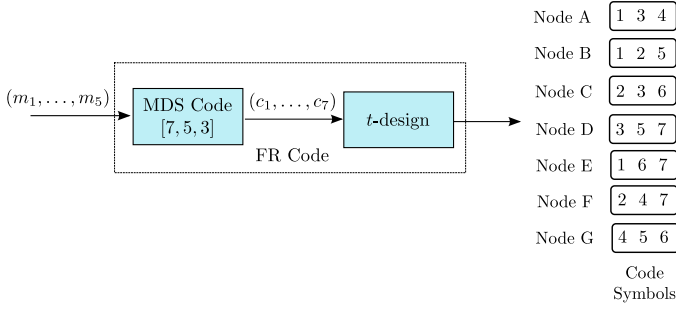 (m₁, . . . , m₅)
MDS Code
[7, 5, 3]
(c₁, . . . , c₇)
t-design
FR Code
Node A 1 3 4
Node B 1 2 5
Node C 2 3 6
Node D 3 5 7
Node E 1 6 7
Node F 2 4 7
Node G 4 5 6
Code
Symbols